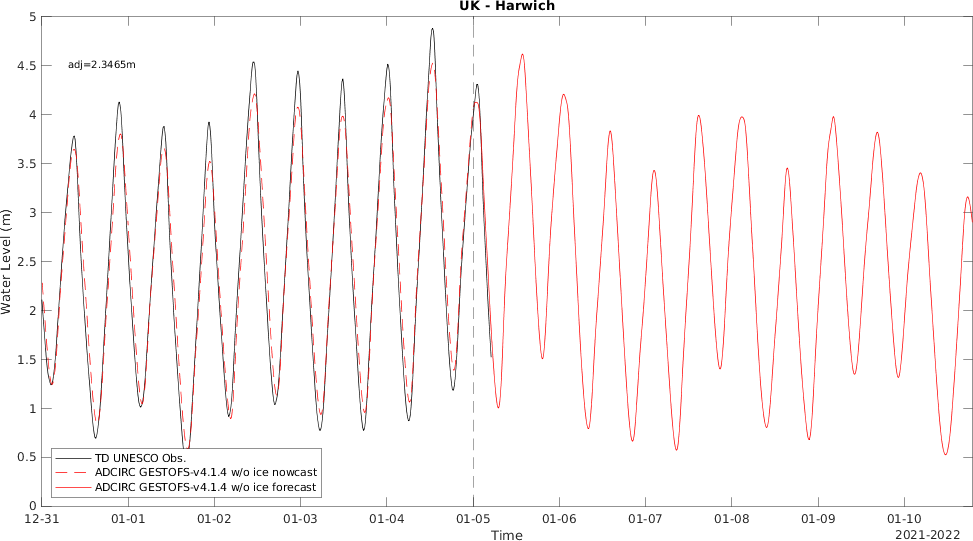 UK - Harwich
5
4.5
4
3.5
3
2.5
2
1.5
1
0.5
0
Water Level (m)
adj=2.3465m
TD UNESCO Obs.
ADCIRC GESTOFS-v4.1.4 w/o ice nowcast
ADCIRC GESTOFS-v4.1.4 w/o ice forecast
12-31 01-01 01-02 01-03 01-04 01-05 01-06 01-07 01-08 01-09 01-10
Time
2021-2022